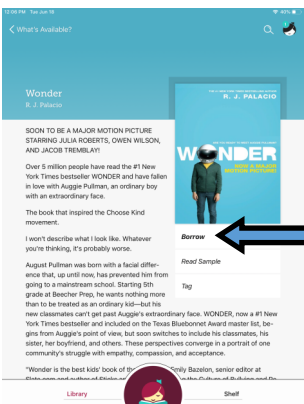 12:06 PM Tue Jun 16
40%
What's Available?
Wonder
R. J. Palacio
R. J. PALACIO
WONDER
NOW A MAJOR
MOTION PICTURE!
SOON TO BE A MAJOR MOTION PICTURE
STARRING JULIA ROBERTS, OWEN WILSON,
AND JACOB TREMBLAY!
Over 5 million people have read the #1 New
York Times bestseller WONDER and have fallen
in love with Auggie Pullman, an ordinary boy
with an extraordinary face.
The book that inspired the Choose Kind
movement.
I won't describe what I look like. Whatever
you're thinking, it's probably worse.
August Pullman was born with a facial differ-
ence that, up until now, has prevented him from
going to a mainstream school. Starting 5th
grade at Beecher Prep, he wants nothing more
than to be treated as an ordinary kid—but his
new classmates can't get past Auggie's extraordinary face. WONDER, now a #1 New
York Times bestseller and included on the Texas Bluebonnet Award master list, be-
gins from Auggie's point of view, but soon switches to include his classmates, his
sister, her boyfriend, and others. These perspectives converge in a portrait of one
community's struggle with empathy, compassion, and acceptance.
"Wonder is the best kids' book of the Emily Bazelon, senior editor at
Borrow
Read Sample
Tag
Library
Shelf